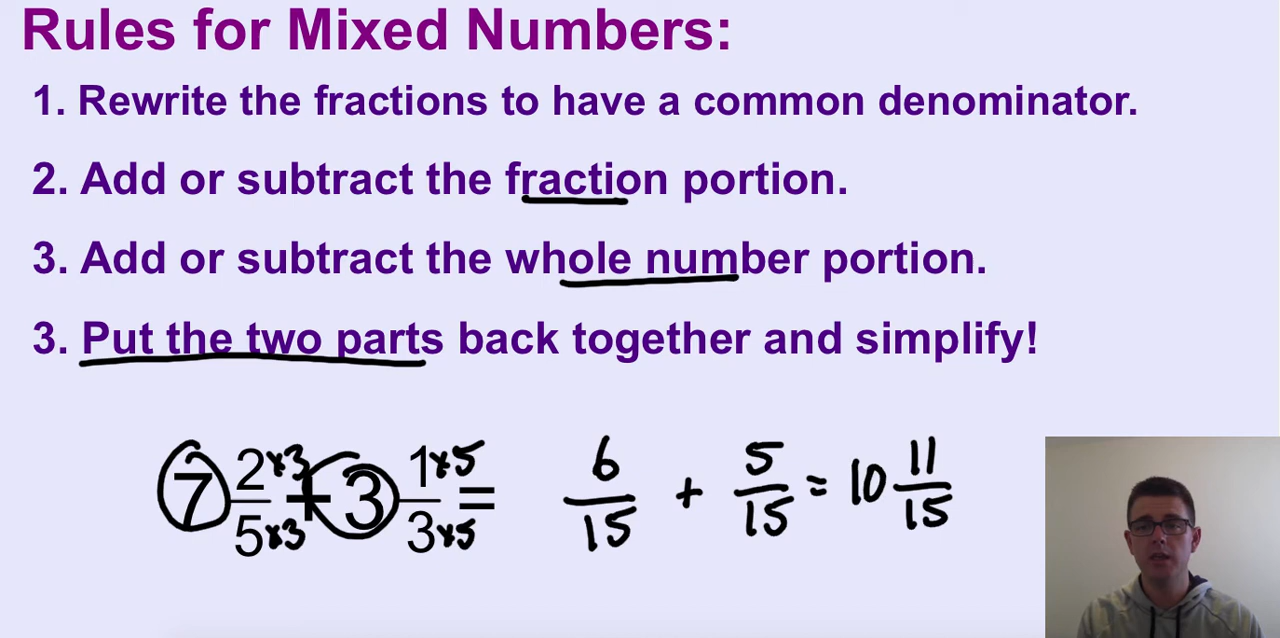 Rules for Mixed Numbers:
1. Rewrite the fractions to have a common denominator.
2. Add or subtract the fraction portion.
3. Add or subtract the whole number portion.
3. Put the two parts back together and simplify!
7 2×3/5×3 + 3 1×5/3×5 = 6/15 + 5/15 = 10 11/15